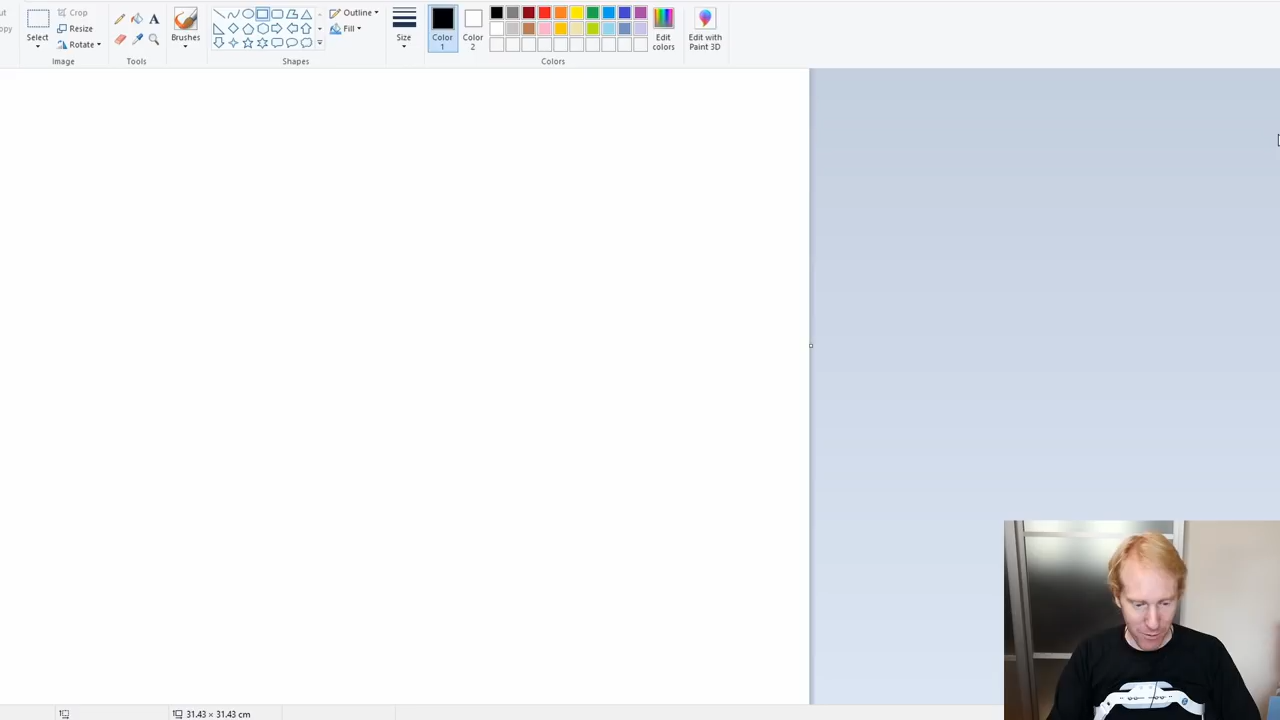 Crop
Resize
Rotate
Select
Image
A
Tools
Brushes
Outline
Fill
Shapes
Size
Color 1
Color 2
Edit colors
Colors
Edit with Paint 3D
31.43 × 31.43 cm